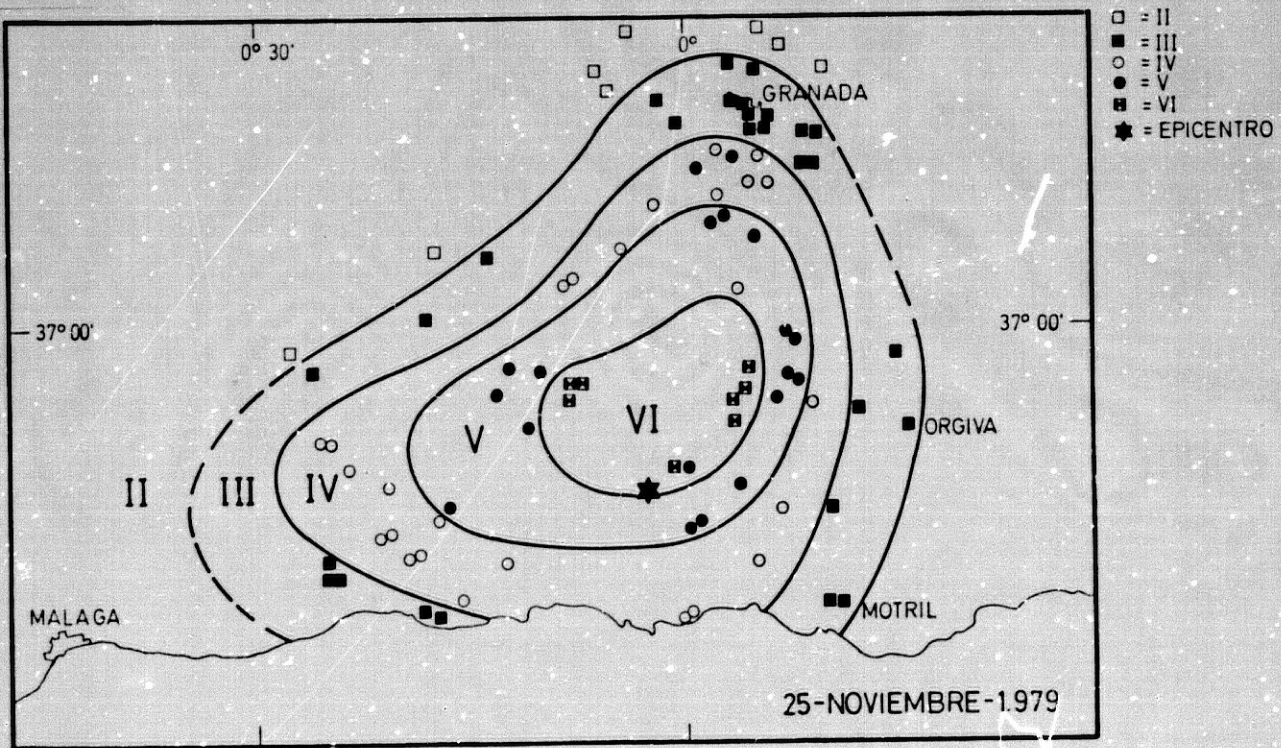 0° 30'
0°
□ = II
■ = III
○ = IV
● = V
= VI
★ = EPICENTRO
GRANADA
37° 00'
37° 00'
VI
V
ORGIVA
II
III
IV
MALAGA
MOTRIL
25-NOVIEMBRE-1.979